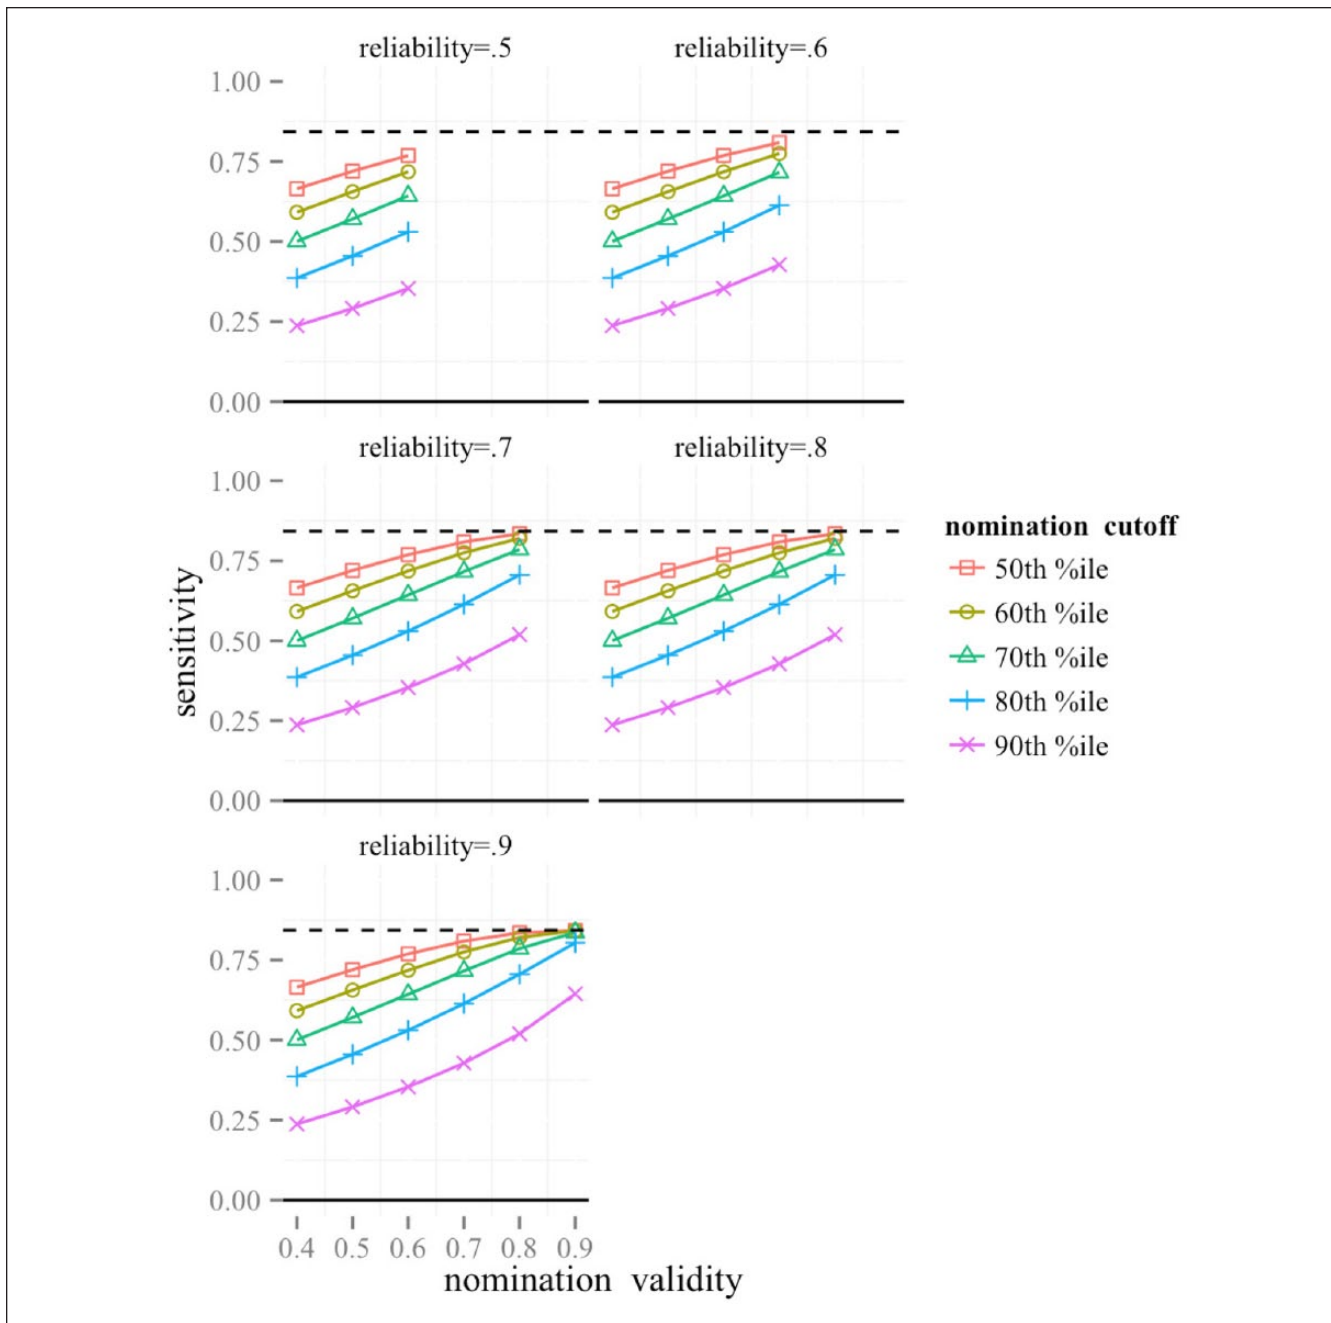 reliability=.5
reliability=.6
1.00
0.75
0.50
0.25
0.00
reliability=.7
reliability=.8
1.00
0.75
0.50
0.25
0.00
reliability=.9
1.00
0.75
0.50
0.25
0.00
0.4 0.5 0.6 0.7 0.8 0.9
nomination validity
sensitivity
nomination cutoff
50th %ile
60th %ile
70th %ile
80th %ile
90th %ile